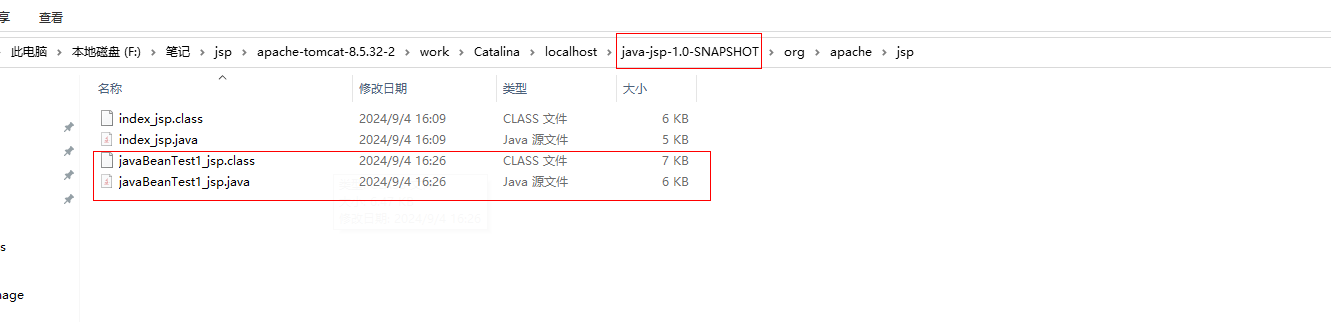 享 查看
此电脑 > 本地磁盘 (F:) > 笔记 > jsp > apache-tomcat-8.5.32-2 > work > Catalina > localhost > java-jsp-1.0-SNAPSHOT > org > apache > jsp
名称 修改日期 类型 大小
index_jsp.class 2024/9/4 16:09 CLASS 文件 6 KB
index_jsp.java 2024/9/4 16:09 Java 源文件 5 KB
javaBeanTest1_jsp.class 2024/9/4 16:26 CLASS 文件 7 KB
javaBeanTest1_jsp.java 2024/9/4 16:26 Java 源文件 6 KB
s
nage